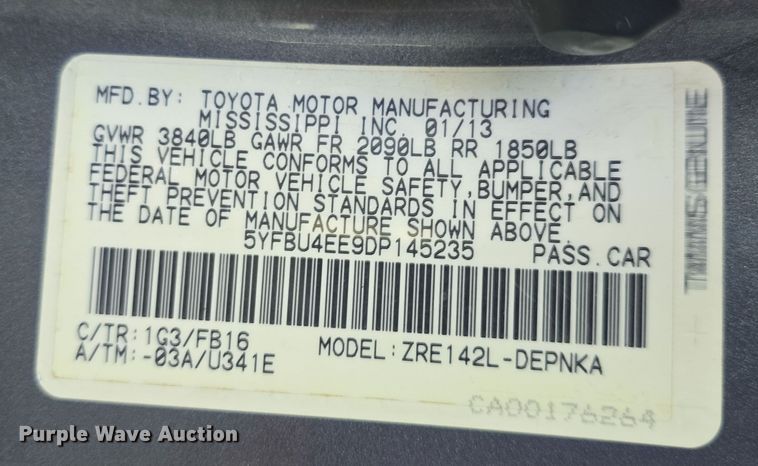 MFD.BY: TOYOTA MOTOR MANUFACTURING
MISSISSIPPI INC. 01/13
GVWR 3840LB GAWR FR 2090LB RR 1850LB
THIS VEHICLE CONFORMS TO ALL APPLICABLE
FEDERAL MOTOR VEHICLE SAFETY,BUMPER,AND
THEFT PREVENTION STANDARDS IN EFFECT ON
THE DATE OF MANUFACTURE SHOWN ABOVE.
5YFBU4EE9DP145235 PASS.CAR
C/TR:1G3/FB16
A/TM:-03A/U341E
MODEL:ZRE142L-DEPNKA
CA00176264
Purple Wave Auction